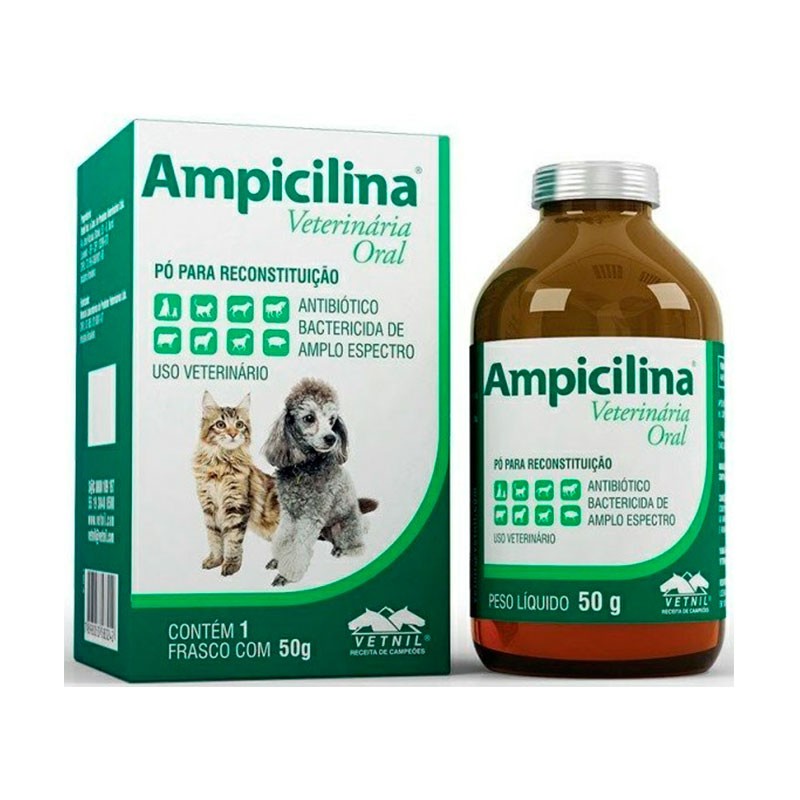 Ampicilina®
Veterinária
Oral
PÓ PARA RECONSTITUIÇÃO
ANTIBIÓTICO
BACTERICIDA DE
AMPLO ESPECTRO
USO VETERINÁRIO
CONTÉM 1
FRASCO COM 50g
VETNIL®
RECEITA DE CAMPEÕES
Ampicilina®
Veterinária
Oral
PÓ PARA RECONSTITUIÇÃO
ANTIBIÓTICO
BACTERICIDA DE
AMPLO ESPECTRO
USO VETERINÁRIO
PESO LÍQUIDO 50 g
VETNIL®
RECEITA DE CAMPEÕES